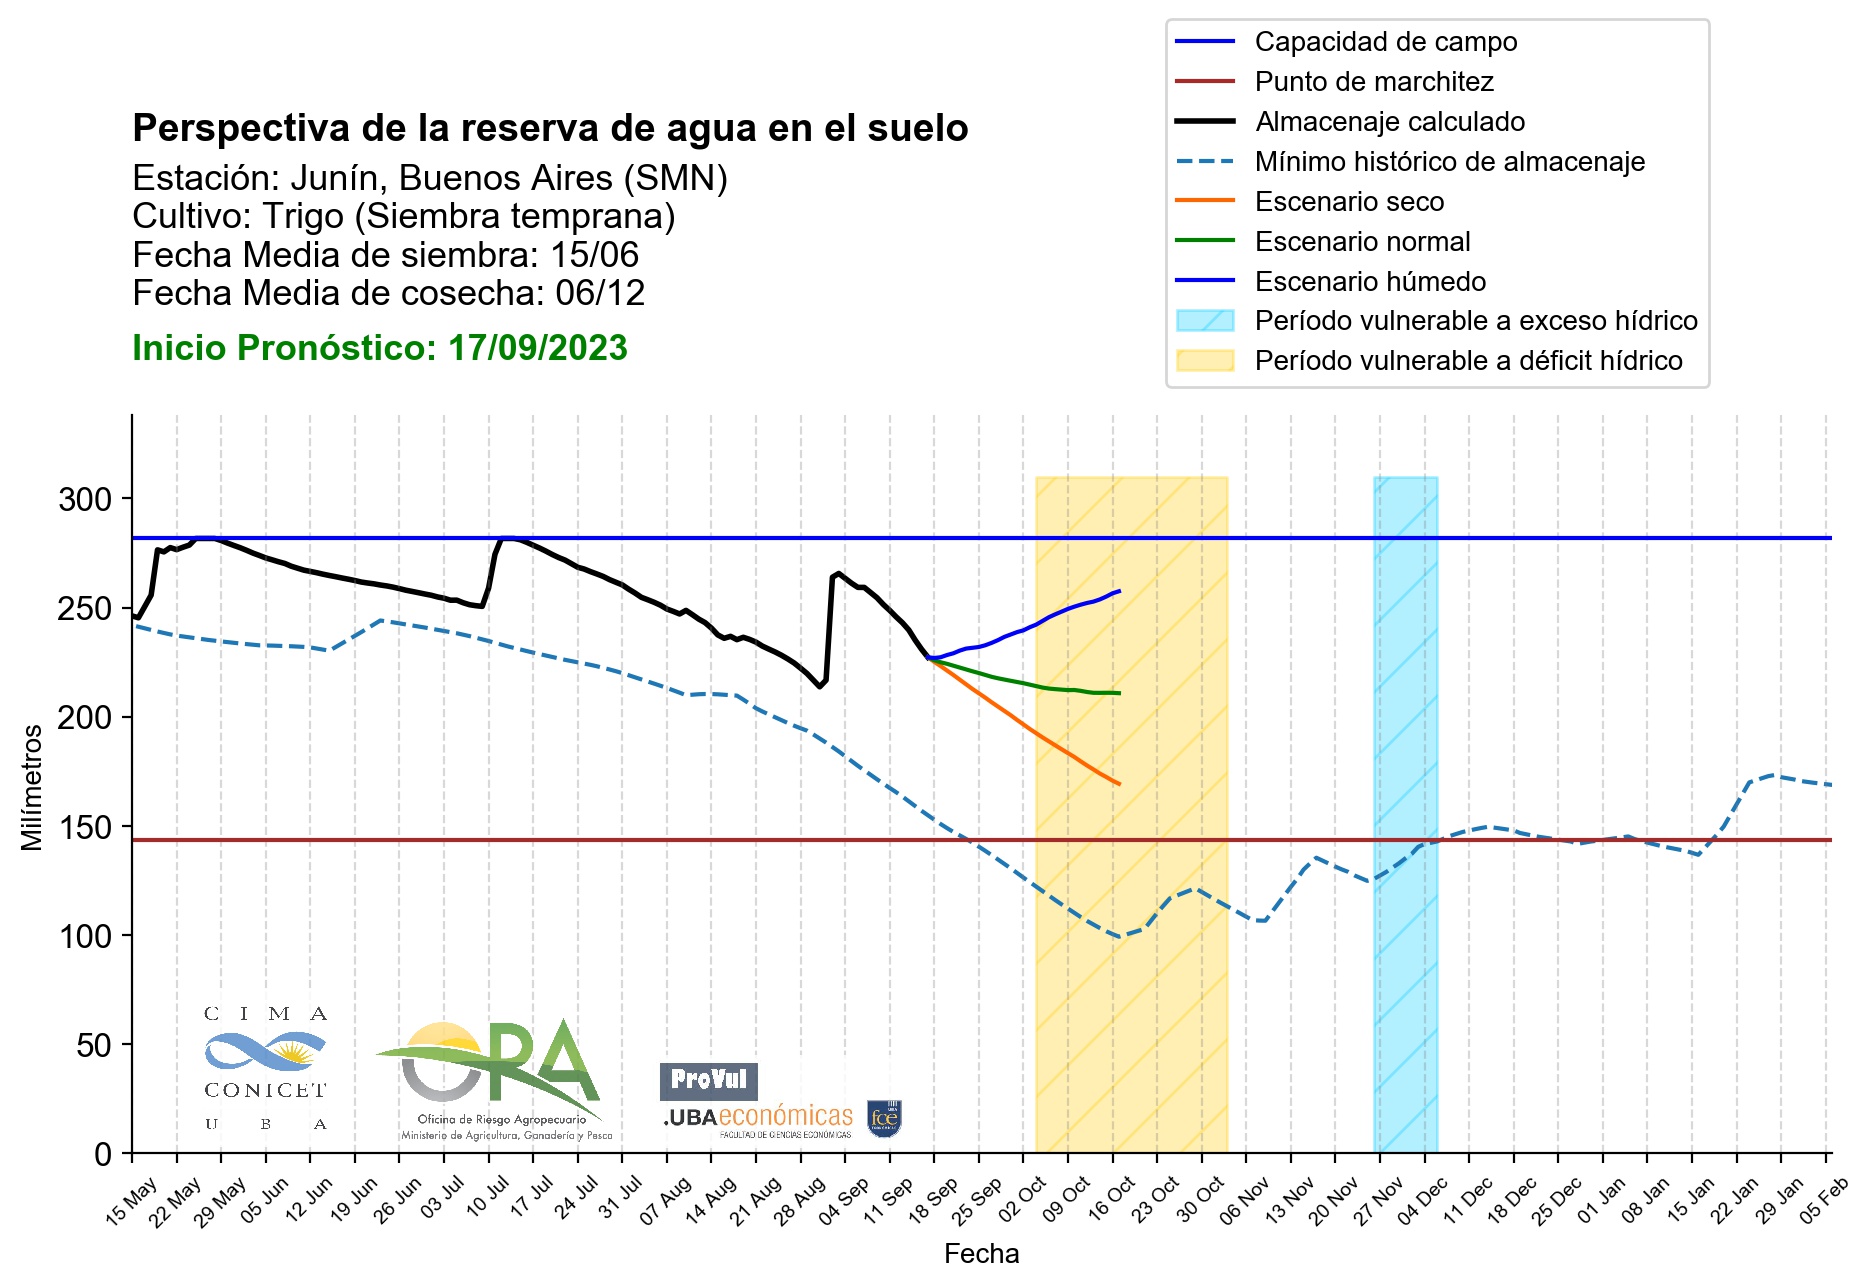 Capacidad de campo
Punto de marchitez
Almacenaje calculado
Mínimo histórico de almacenaje
Escenario seco
Escenario normal
Escenario húmedo
Período vulnerable a exceso hídrico
Período vulnerable a déficit hídrico
Perspectiva de la reserva de agua en el suelo
Estación: Junín, Buenos Aires (SMN)
Cultivo: Trigo (Siembra temprana)
Fecha Media de siembra: 15/06
Fecha Media de cosecha: 06/12
Inicio Pronóstico: 17/09/2023
Milímetros
300
250
200
150
100
50
0
CIMA
CONICET
UBA
ORA
Oficina de Riesgo Agropecuario
Ministerio de Agricultura, Ganadería y Pesca
ProVul
.UBAeconómicas
FACULTAD DE CIENCIAS ECONÓMICAS
fce
15 May
22 May
29 May
05 Jun
12 Jun
19 Jun
26 Jun
03 Jul
10 Jul
17 Jul
24 Jul
31 Jul
07 Aug
14 Aug
21 Aug
28 Aug
04 Sep
11 Sep
18 Sep
25 Sep
02 Oct
09 Oct
16 Oct
23 Oct
30 Oct
06 Nov
13 Nov
20 Nov
27 Nov
04 Dec
11 Dec
18 Dec
25 Dec
01 Jan
08 Jan
15 Jan
22 Jan
29 Jan
05 Feb
Fecha